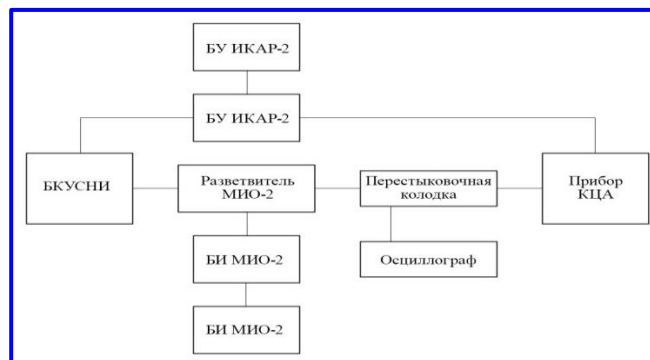 БУ ИКАР-2
БУ ИКАР-2
БКУСНИ
Разветвитель
МИО-2
Перестыковочная
колодка
Прибор
КЦА
БИ МИО-2
Осциллограф
БИ МИО-2